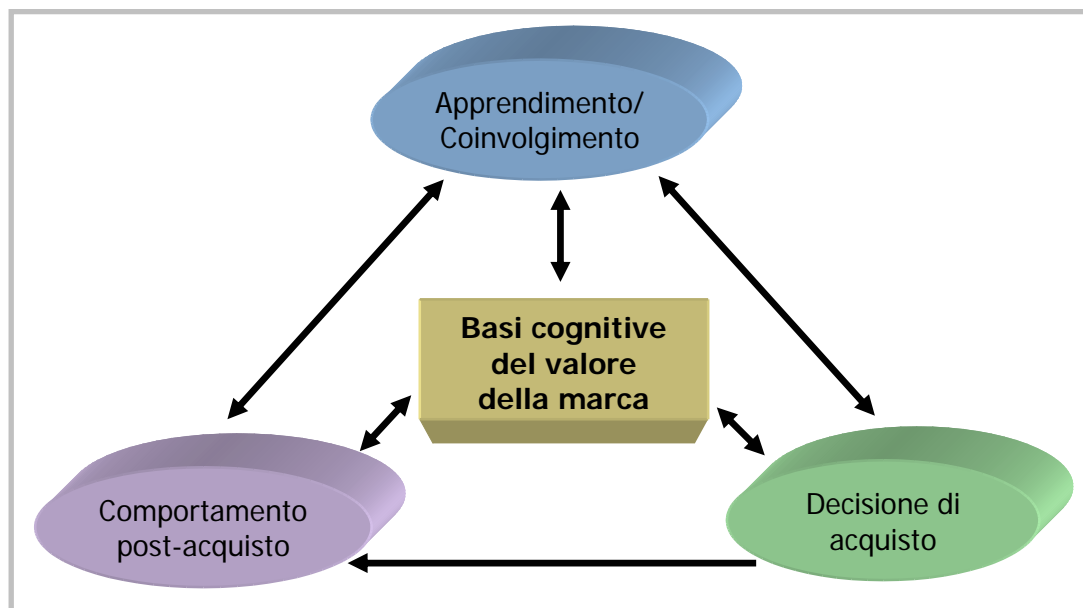 Apprendimento/
Coinvolgimento
Basi cognitive
del valore
della marca
Comportamento
post-acquisto
Decisione di
acquisto